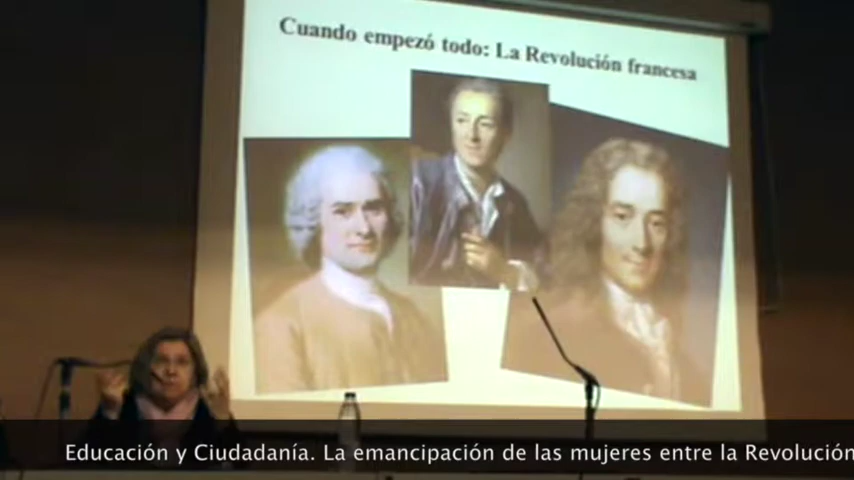 Cuando empezó todo: La Revolución francesa
Educación y Ciudadanía. La emancipación de las mujeres entre la Revolución